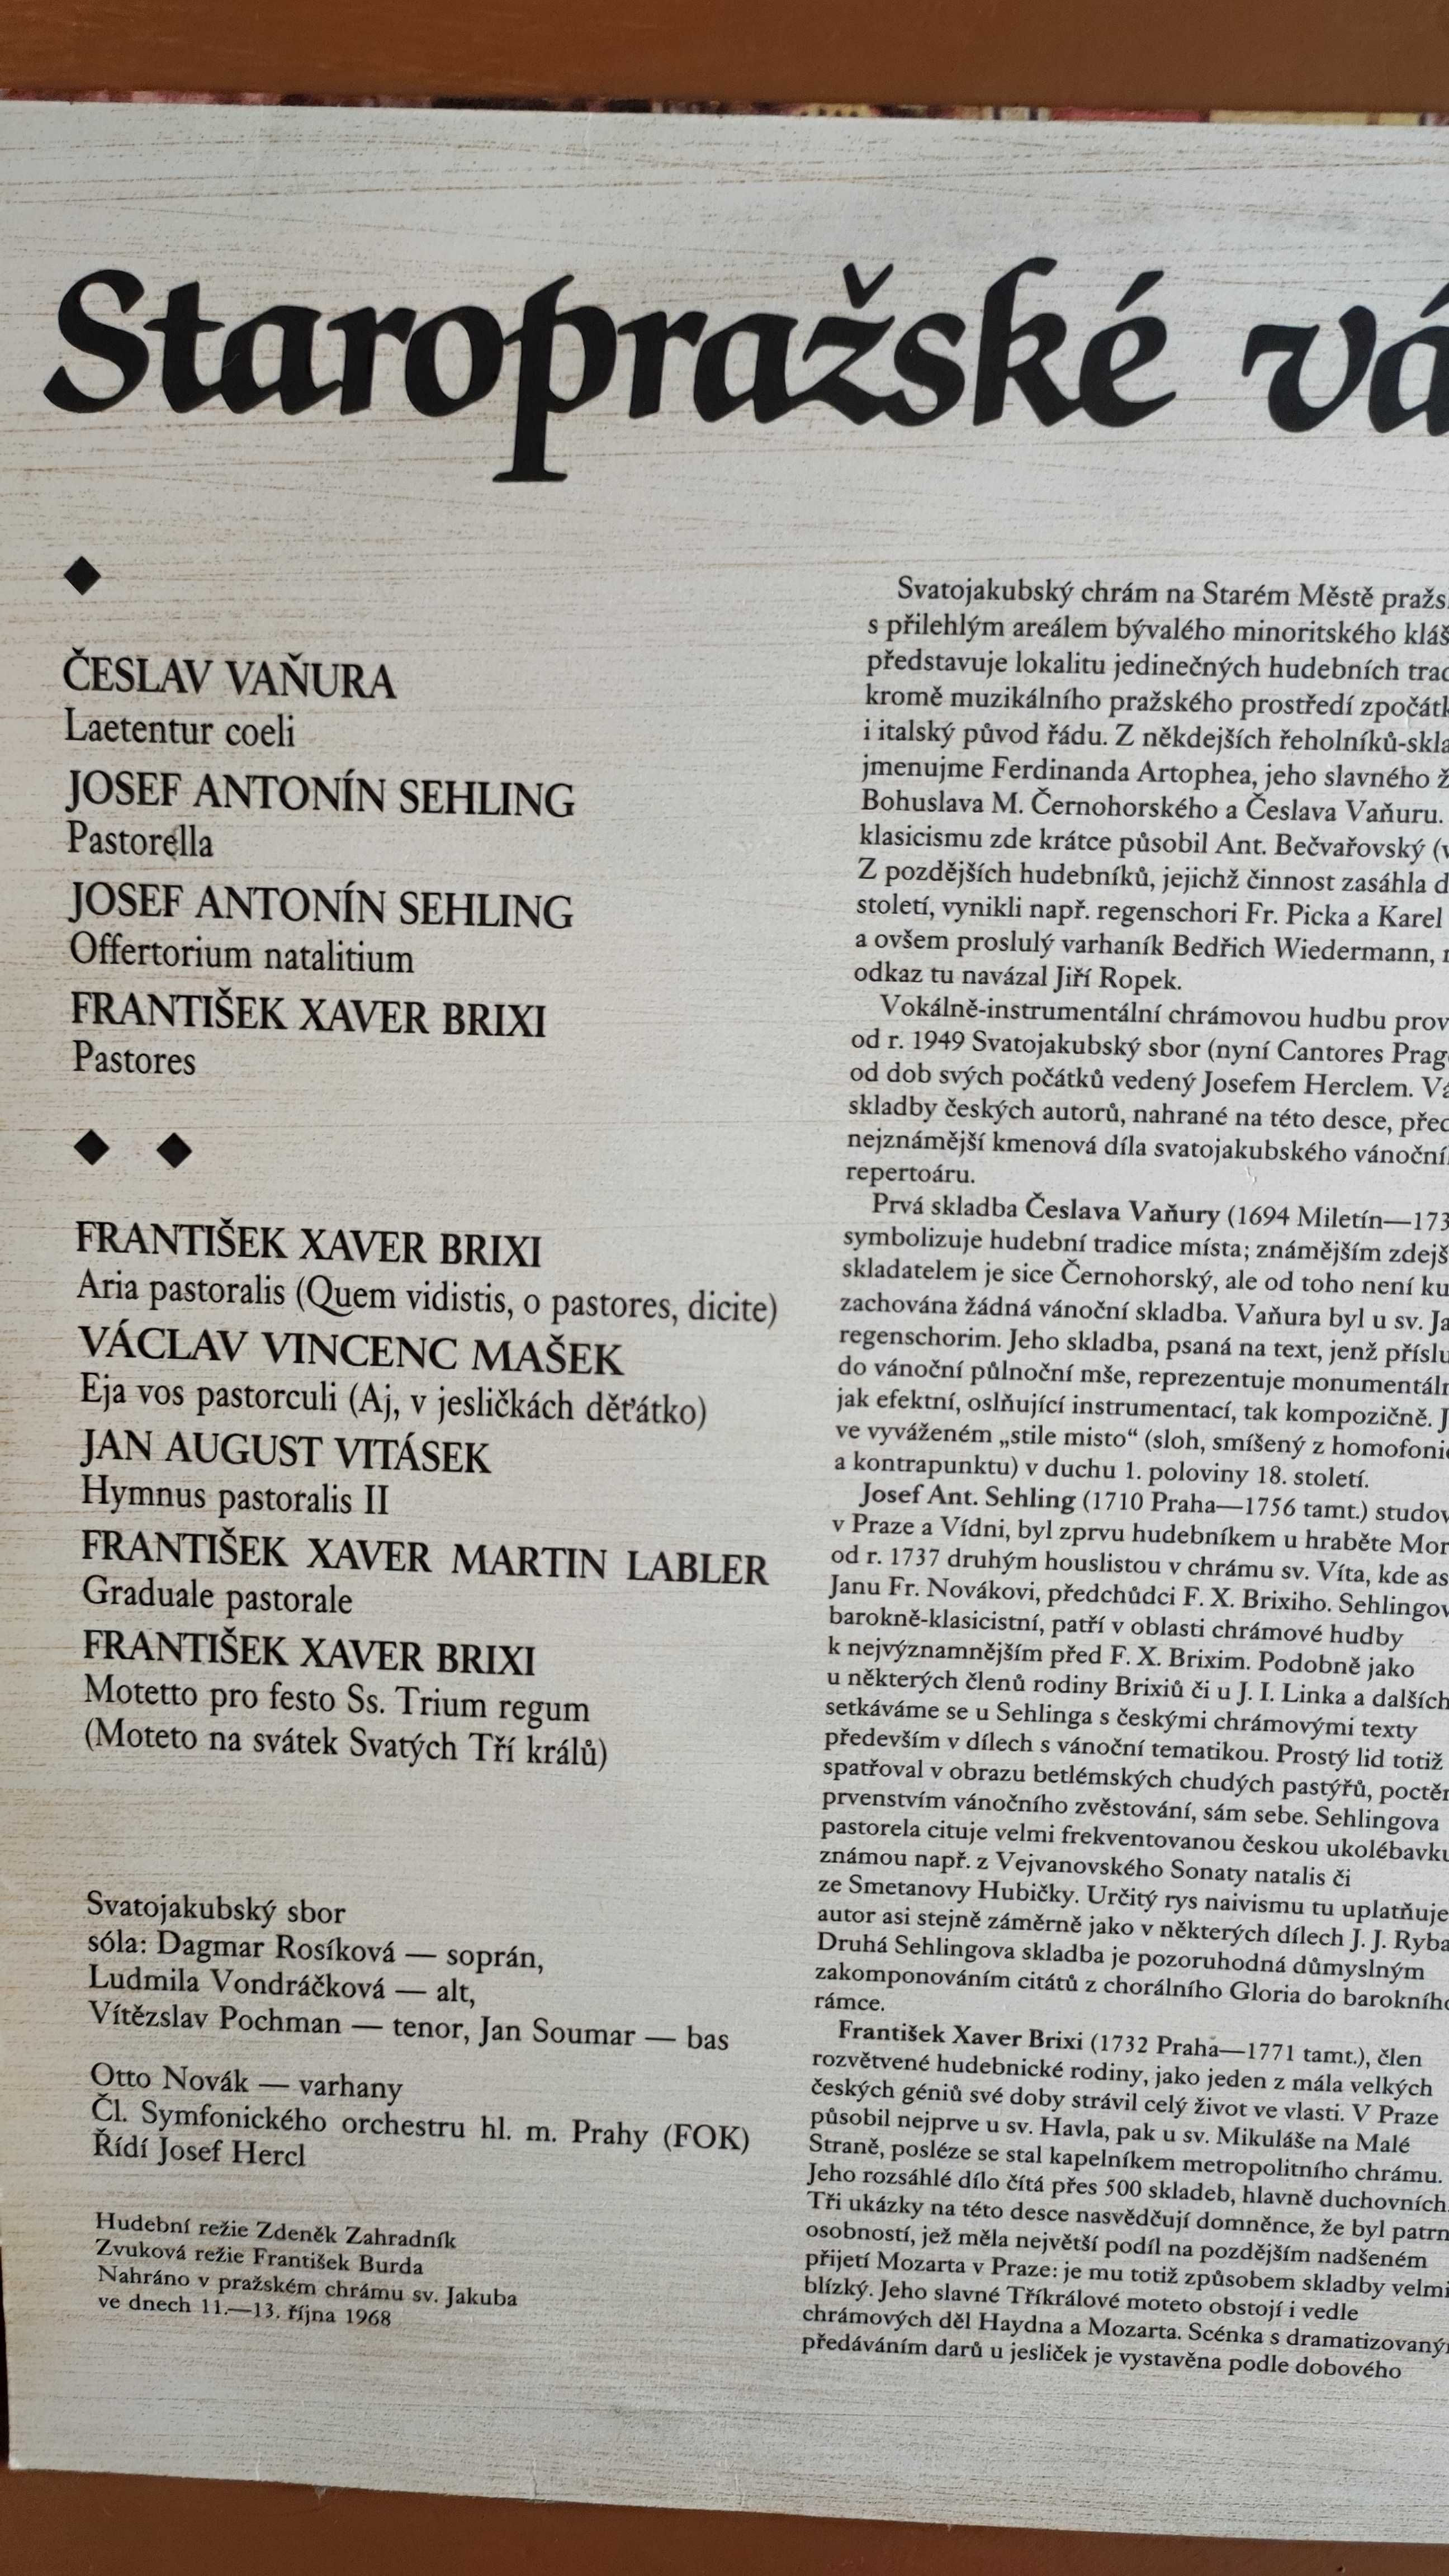 Staropražské vá
◆
ČESLAV VAŇURA
Laetentur coeli
JOSEF ANTONÍN SEHLING
Pastorella
JOSEF ANTONÍN SEHLING
Offertorium natalitium
FRANTIŠEK XAVER BRIXI
Pastores
◆ ◆
FRANTIŠEK XAVER BRIXI
Aria pastoralis (Quem vidistis, o pastores, dicite)
VÁCLAV VINCENC MAŠEK
Eja vos pastorculi (Aj, v jesličkách děťátko)
JAN AUGUST VITÁSEK
Hymnus pastoralis II
FRANTIŠEK XAVER MARTIN LABLER
Graduale pastorale
FRANTIŠEK XAVER BRIXI
Motetto pro festo Ss. Trium regum
(Moteto na svátek Svatých Tří králů)
Svatojakubský sbor
sóla: Dagmar Rosíková — soprán,
Ludmila Vondráčková — alt,
Vítězslav Pochman — tenor, Jan Soumar — bas
Otto Novák — varhany
Čl. Symfonického orchestru hl. m. Prahy (FOK)
Řídí Josef Hercl
Hudební režie Zdeněk Zahradník
Zvuková režie František Burda
Nahráno v pražském chrámu sv. Jakuba
ve dnech 11.—13. října 1968
Svatojakubský chrám na Starém Městě pražs
s přilehlým areálem bývalého minoritského kláš
představuje lokalitu jedinečných hudebních trad
kromě muzikálního pražského prostředí zpočátk
i italský původ řádu. Z někdejších řeholníků-skla
jmenujme Ferdinanda Artophea, jeho slavného ž
Bohuslava M. Černohorského a Česlava Vaňuru.
klasicismu zde krátce působil Ant. Bečvařovský (v
Z pozdějších hudebníků, jejichž činnost zasáhla d
století, vynikli např. regenschori Fr. Picka a Karel
a ovšem proslulý varhaník Bedřich Wiedermann, n
odkaz tu navázal Jiří Ropek.
Vokálně-instrumentální chrámovou hudbu prov
od r. 1949 Svatojakubský sbor (nyní Cantores Prag
od dob svých počátků vedený Josefem Herclem. Vá
skladby českých autorů, nahrané na této desce, před
nejznámější kmenová díla svatojakubského vánoční
repertoáru.
Prvá skladba Česlava Vaňury (1694 Miletín—173
symbolizuje hudební tradice místa; známějším zdejš
skladatelem je sice Černohorský, ale od toho není ku
zachována žádná vánoční skladba. Vaňura byl u sv. Ja
regenschorim. Jeho skladba, psaná na text, jenž příslu
do vánoční půlnoční mše, reprezentuje monumentáln
jak efektní, oslňující instrumentací, tak kompozičně. J
ve vyváženém „stile misto“ (sloh, smíšený z homofonie
a kontrapunktu) v duchu 1. poloviny 18. století.
Josef Ant. Sehling (1710 Praha—1756 tamt.) studov
v Praze a Vídni, byl zprvu hudebníkem u hraběte Mor
od r. 1737 druhým houslistou v chrámu sv. Víta, kde as
Janu Fr. Novákovi, předchůdci F. X. Brixiho. Sehlingov
barokně-klasicistní, patří v oblasti chrámové hudby
k nejvýznamnějším před F. X. Brixim. Podobně jako
u některých členů rodiny Brixiů či u J. I. Linka a dalších
setkáváme se u Sehlinga s českými chrámovými texty
především v dílech s vánoční tematikou. Prostý lid totiž
spatřoval v obrazu betlémských chudých pastýřů, poctěn
prvenstvím vánočního zvěstování, sám sebe. Sehlingova
pastorela cituje velmi frekventovanou českou ukolébavku
známou např. z Vejvanovského Sonaty natalis či
ze Smetanovy Hubičky. Určitý rys naivismu tu uplatňuje
autor asi stejně záměrně jako v některých dílech J. J. Ryba
Druhá Sehlingova skladba je pozoruhodná důmyslným
zakomponováním citátů z chorálního Gloria do barokního
rámce.
František Xaver Brixi (1732 Praha—1771 tamt.), člen
rozvětvené hudebnické rodiny, jako jeden z mála velkých
českých géniů své doby strávil celý život ve vlasti. V Praze
působil nejprve u sv. Havla, pak u sv. Mikuláše na Malé
Straně, posléze se stal kapelníkem metropolitního chrámu.
Jeho rozsáhlé dílo čítá přes 500 skladeb, hlavně duchovních.
Tři ukázky na této desce nasvědčují domněnce, že byl patrn
osobností, jež měla největší podíl na pozdějším nadšeném
přijetí Mozarta v Praze: je mu totiž způsobem skladby velmi
blízký. Jeho slavné Tříkrálové moteto obstojí i vedle
chrámových děl Haydna a Mozarta. Scénka s dramatizovaným
předáváním darů u jesliček je vystavěna podle dobového